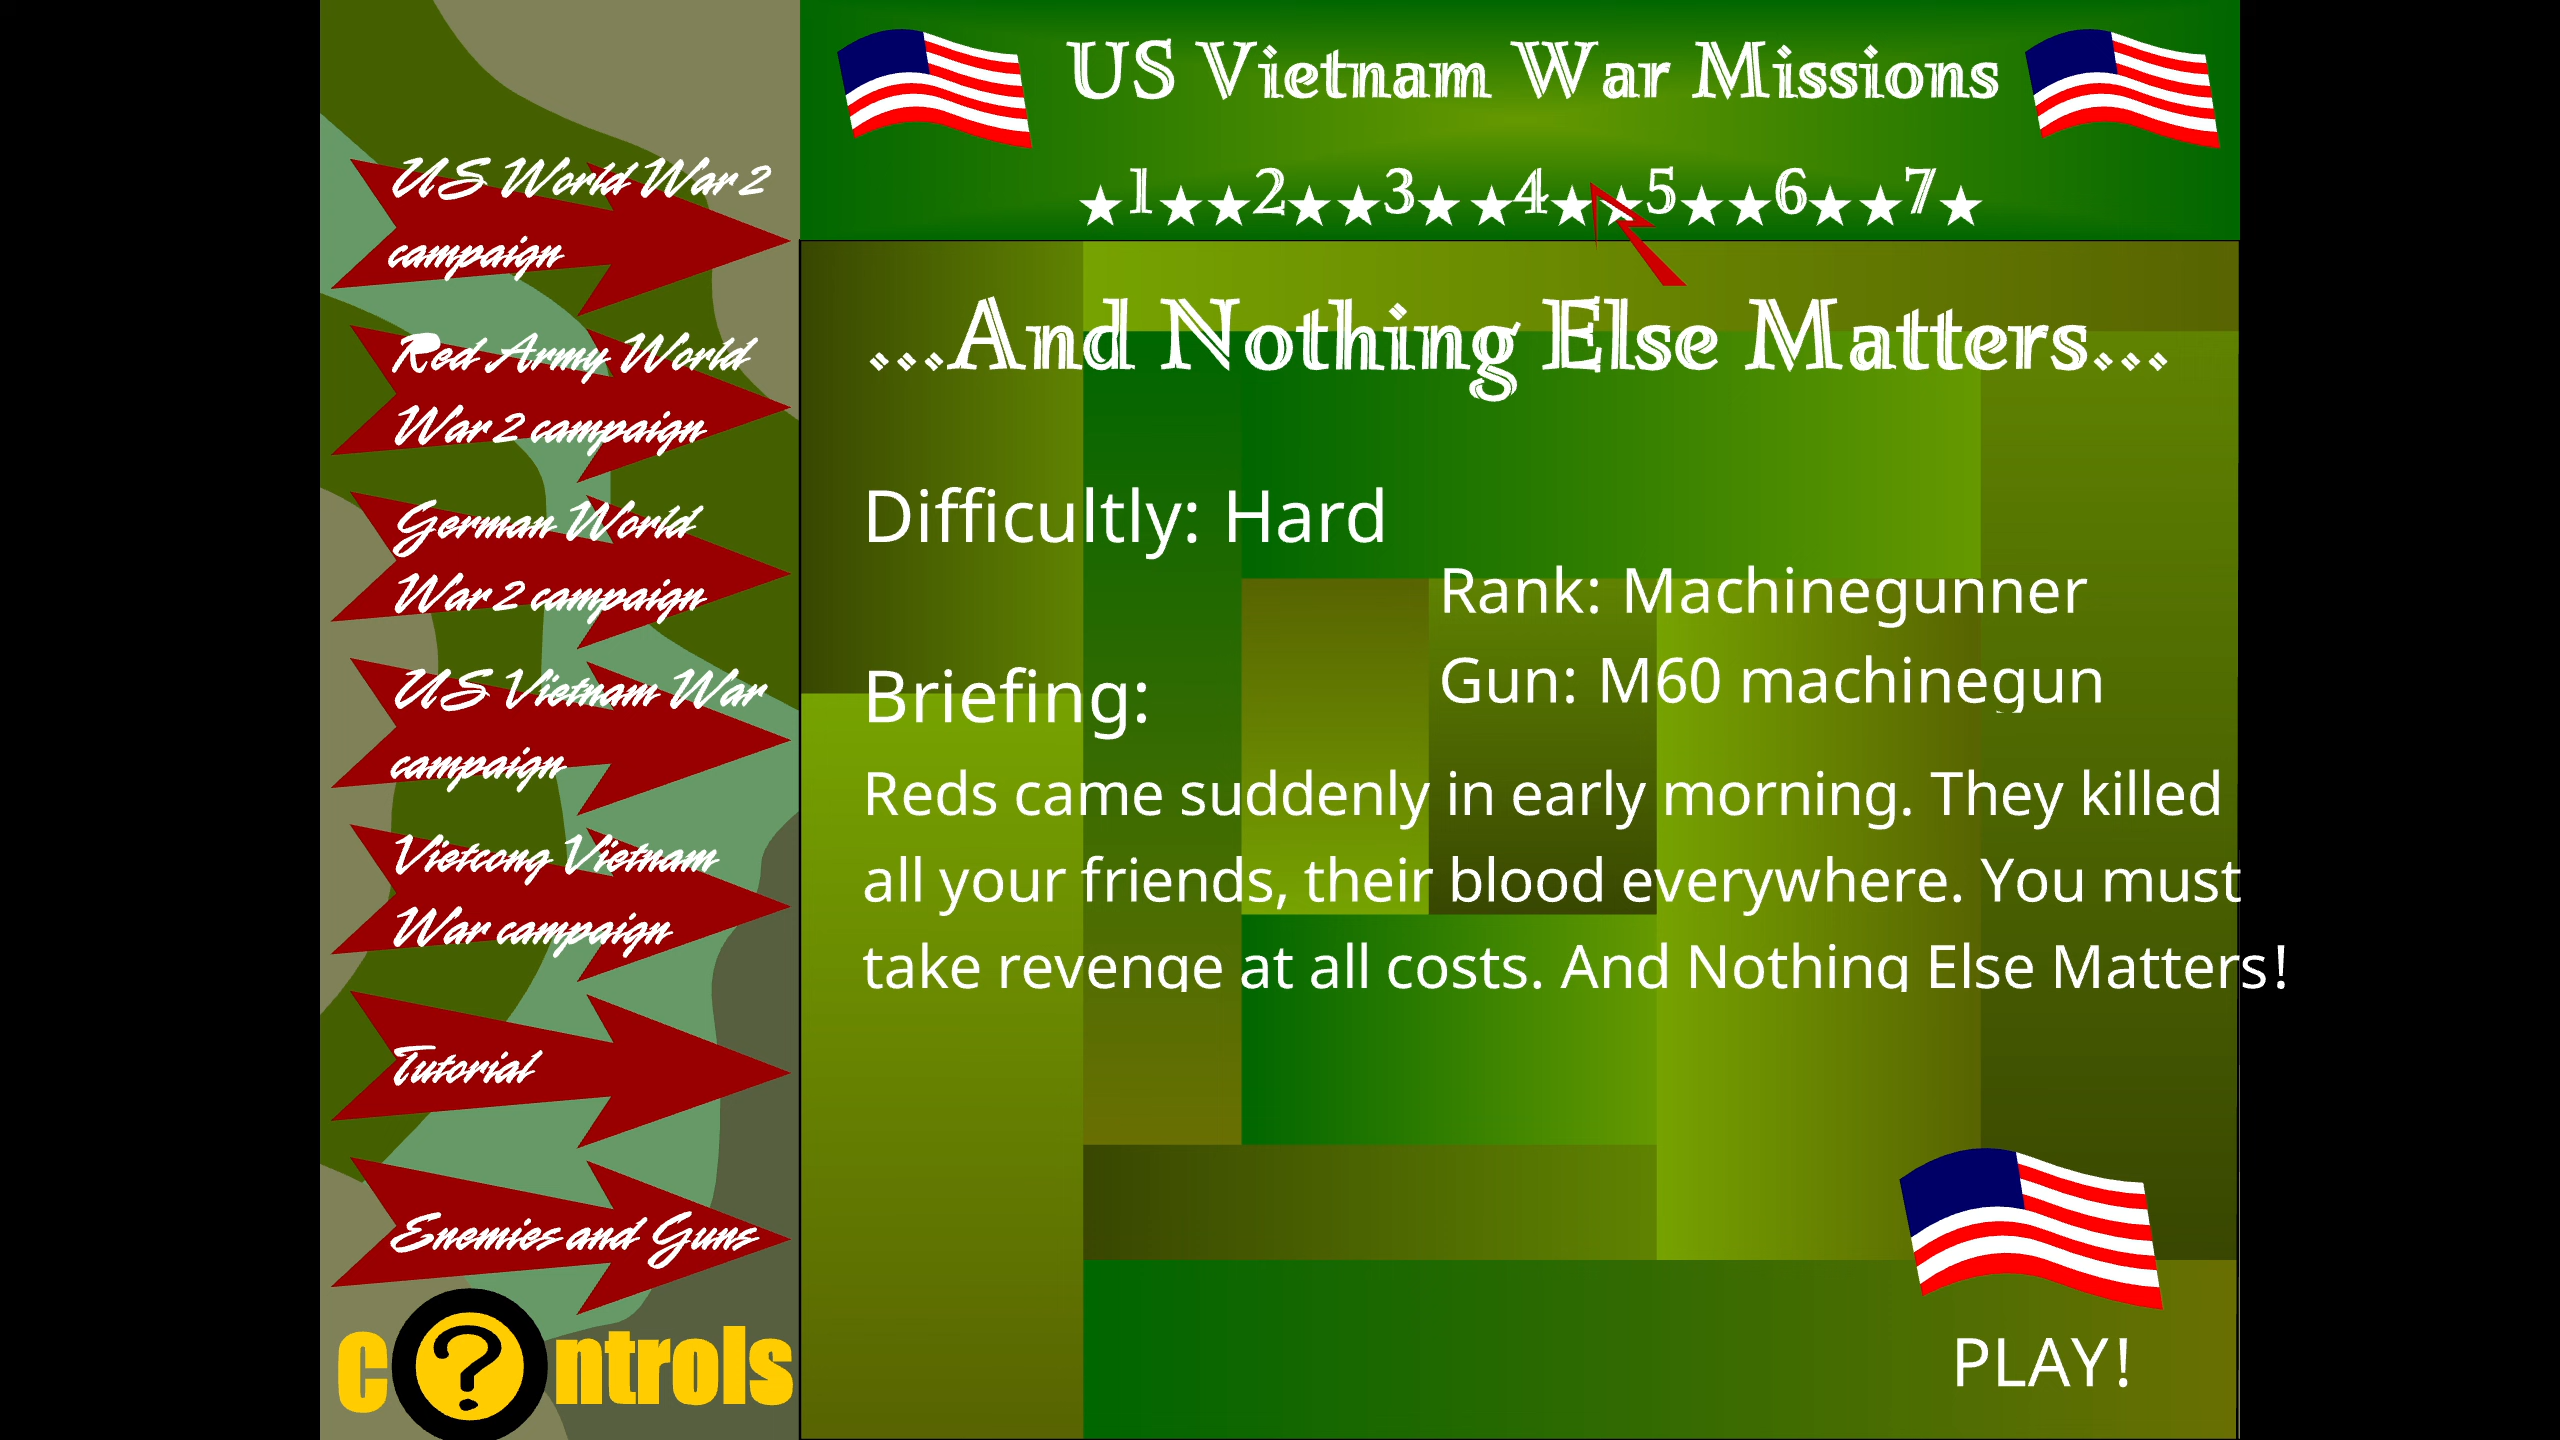 US World War 2
campaign
Red Army World
War 2 campaign
German World
War 2 campaign
US Vietnam War
campaign
Vietcong Vietnam
War campaign
Tutorial
Enemies and Guns
c?ntrols
US Vietnam War Missions
★1★★2★★3★★4★★5★★6★★7★
...And Nothing Else Matters...
Difficultly: Hard
Rank: Machinegunner
Gun: M60 machinegun
Briefing:
Reds came suddenly in early morning. They killed
all your friends, their blood everywhere. You must
take revenge at all costs. And Nothing Else Matters!
PLAY!